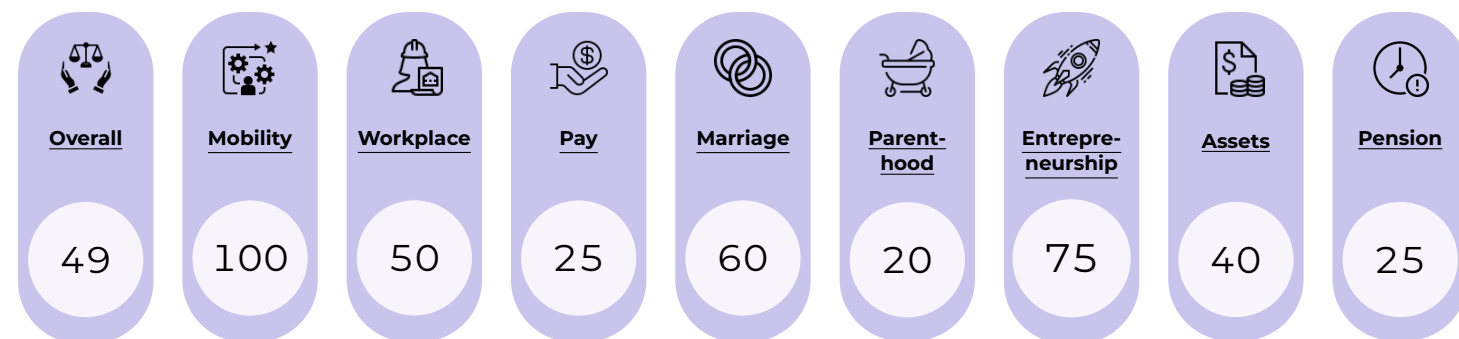 $
$
Overall
Mobility
Workplace
Pay
Marriage
Parent-
hood
Entrepre-
neurship
Assets
Pension
49
100
50
25
60
20
75
40
25